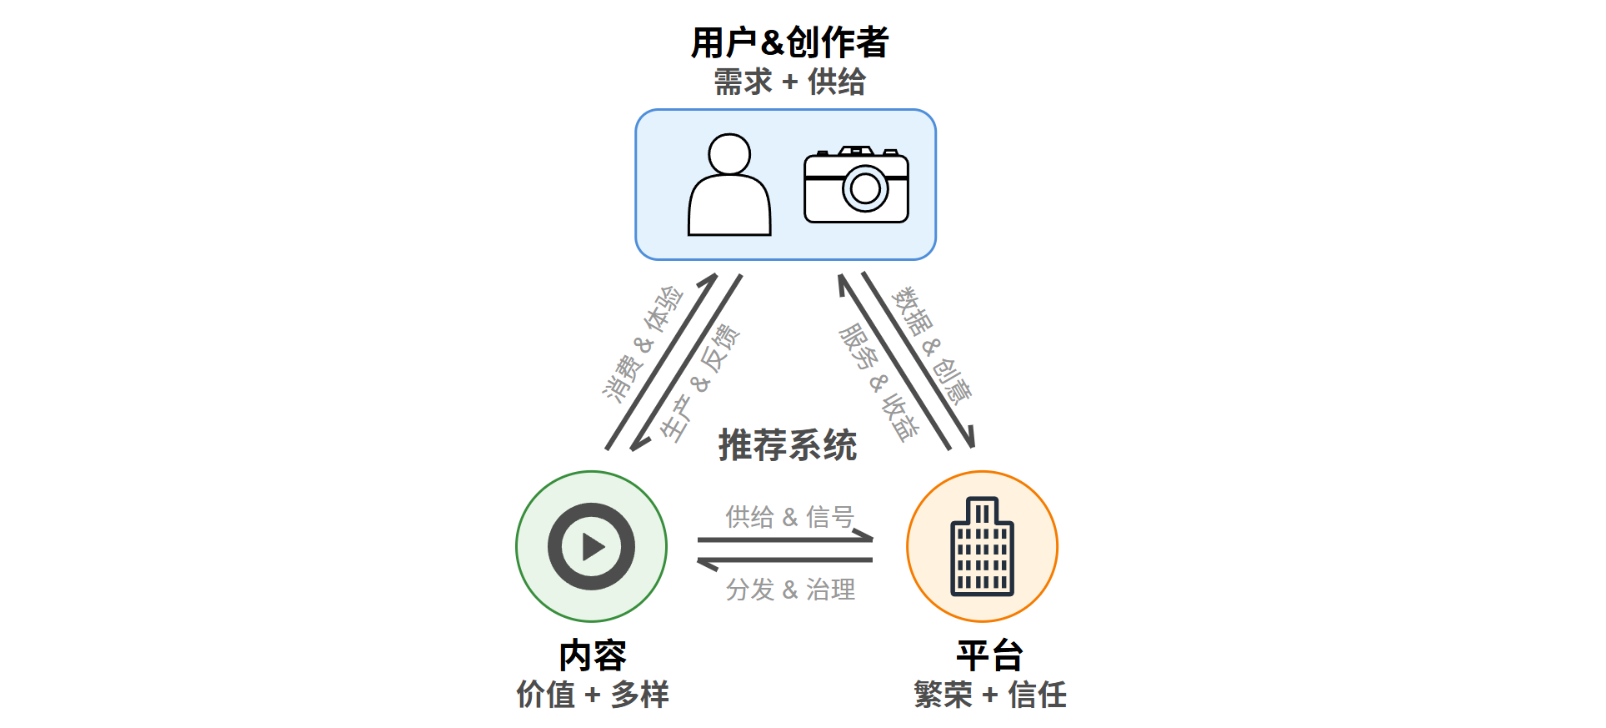 用户&创作者
需求 + 供给
消费 & 体验
生产 & 反馈
服务 & 收益
数据 & 创意
推荐系统
供给 & 信号
分发 & 治理
内容
价值 + 多样
平台
繁荣 + 信任